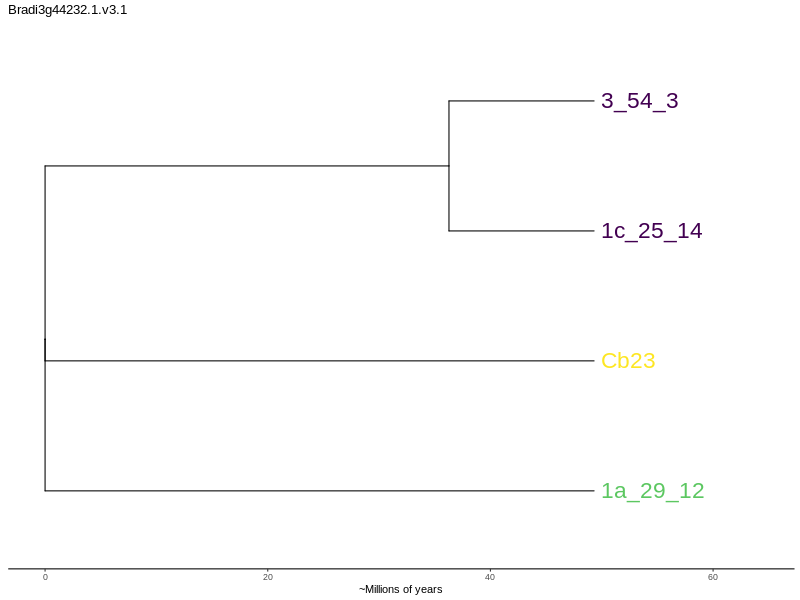 Bradi3g44232.1.v3.1
3_54_3
1c_25_14
Cb23
1a_29_12
0 20 40 60
~Millions of years